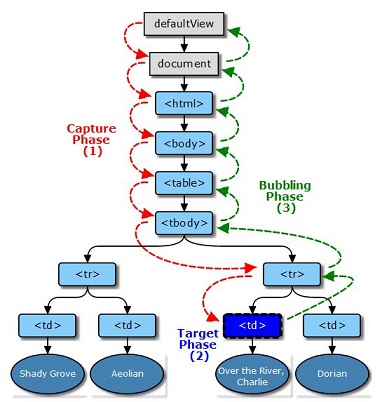 defaultView
document
<html>
Capture
Phase
(1)
<body>
<table>
Bubbling
Phase
(3)
<tbody>
<tr>
<tr>
<td>
<td>
Target
Phase
(2)
<td>
<td>
Shady Grove
Aeolian
Over the River,
Charlie
Dorian